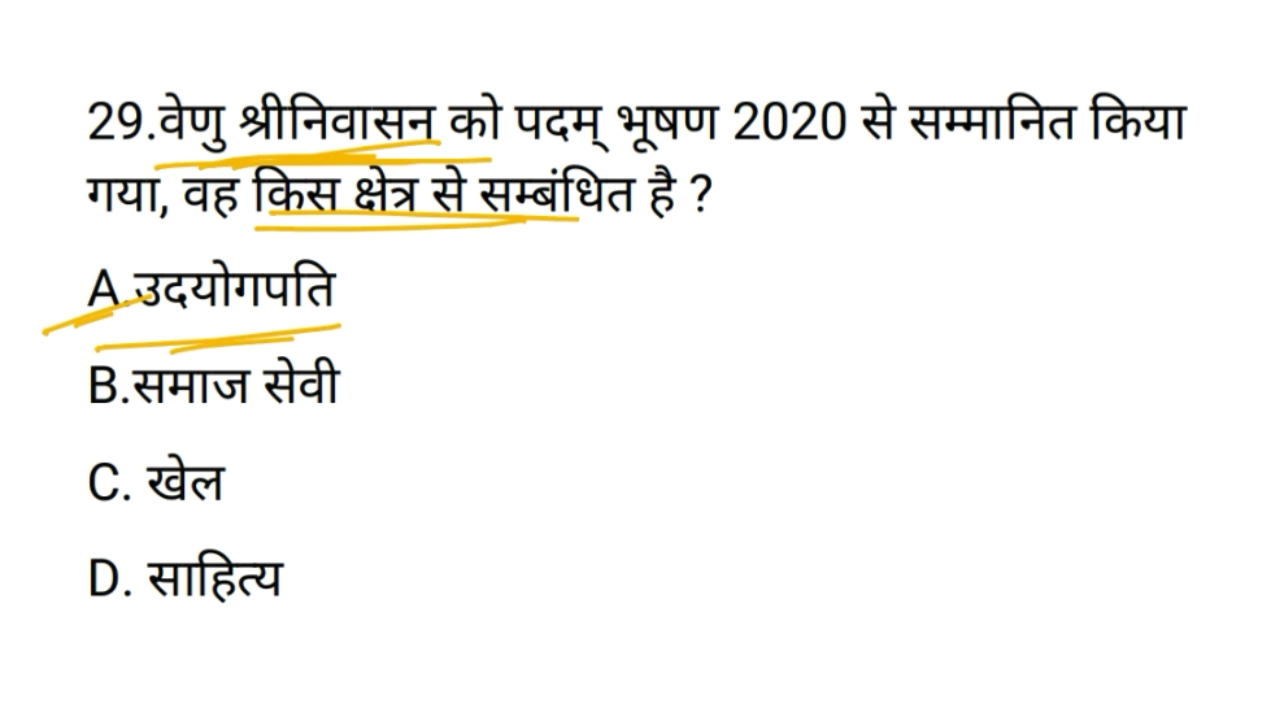 29.वेणु श्रीनिवासन को पदम् भूषण 2020 से सम्मानित किया
गया, वह किस क्षेत्र से सम्बंधित है ?
A.उदयोगपति
B.समाज सेवी
C. खेल
D. साहित्य